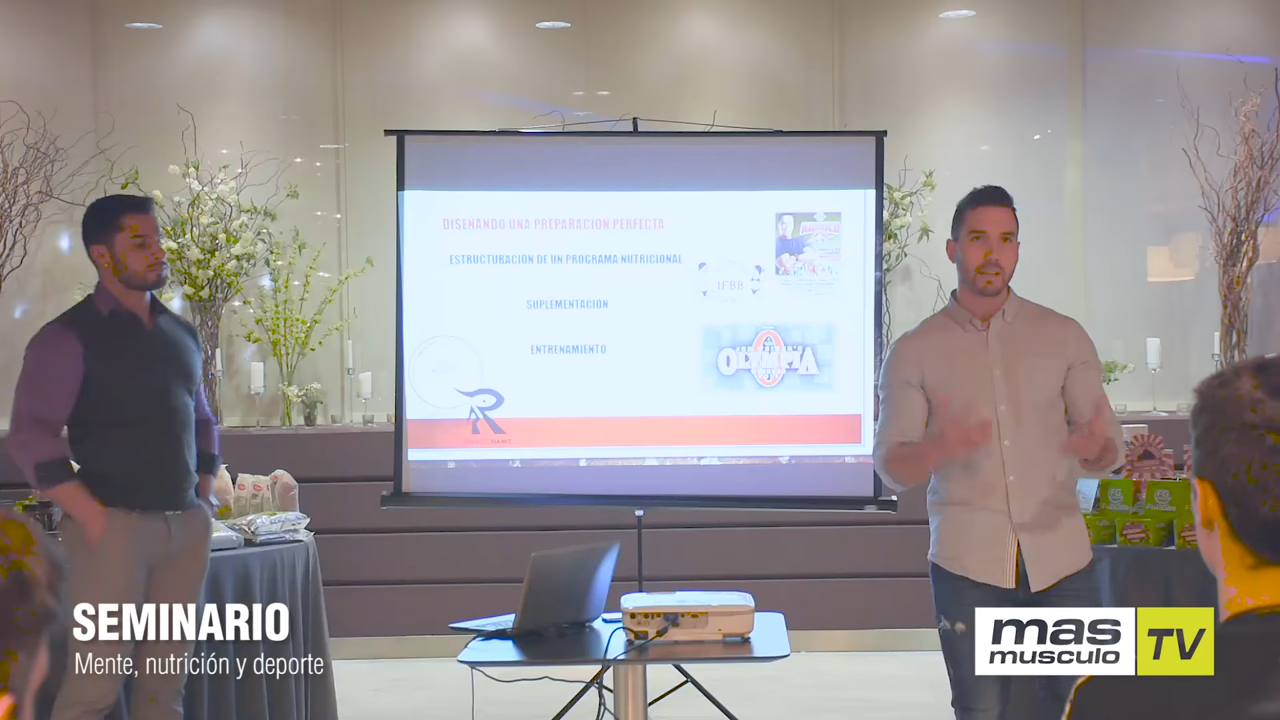 DISENANDO UNA PREPARACION PERFECTA
ESTRUCTURACION DE UN PROGRAMA NUTRICIONAL
IFBB
SUPLEMENTACION
OLYMPIA
ENTRENAMIENTO
R
SEMINARIO
Mente, nutrición y deporte
mas
musculo
TV